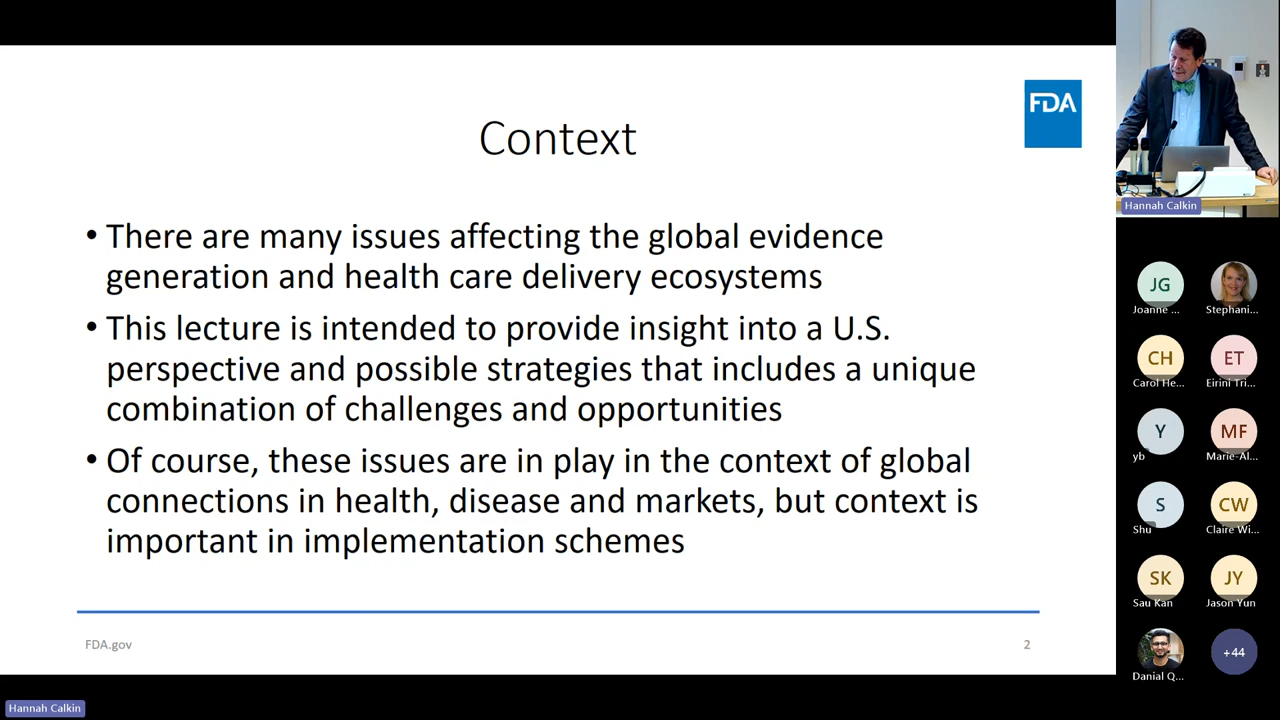 FDA
Context
• There are many issues affecting the global evidence
generation and health care delivery ecosystems
• This lecture is intended to provide insight into a U.S.
perspective and possible strategies that includes a unique
combination of challenges and opportunities
• Of course, these issues are in play in the context of global
connections in health, disease and markets, but context is
important in implementation schemes
FDA.gov
2
Hannah Calkin
Hannah Calkin
JG
Joanne ...
Stephani...
CH
Carol He...
ET
Eirini Tri...
Y
yb
MF
Marie-Al...
S
Shu
CW
Claire Wi...
SK
Sau Kan
JY
Jason Yun
Danial Q...
+44